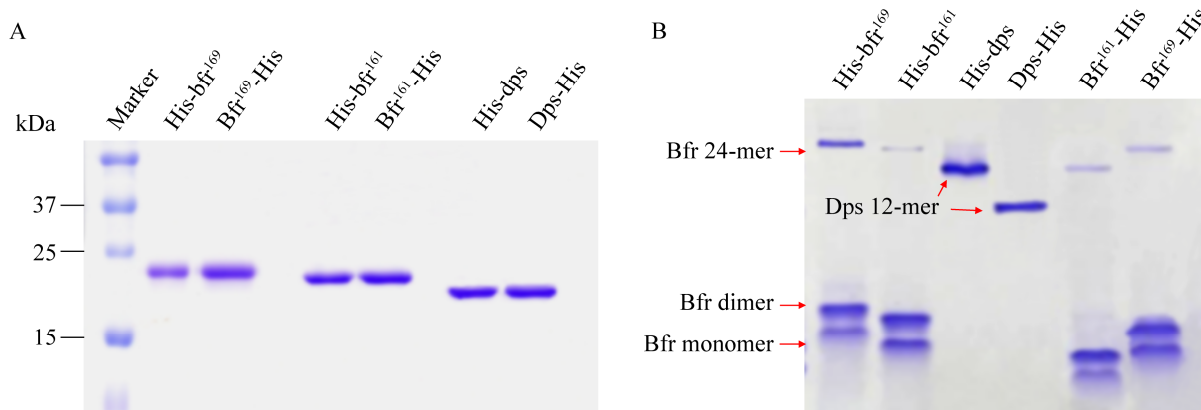 A
kDa
Marker
His-bfr¹⁶⁹
Bfr¹⁶⁹-His
His-bfr¹⁶¹
Bfr¹⁶¹-His
His-dps
Dps-His
37
25
15
B
His-bfr¹⁶⁹
His-bfr¹⁶¹
His-dps
Dps-His
Bfr¹⁶¹-His
Bfr¹⁶⁹-His
Bfr 24-mer
Dps 12-mer
Bfr dimer
Bfr monomer